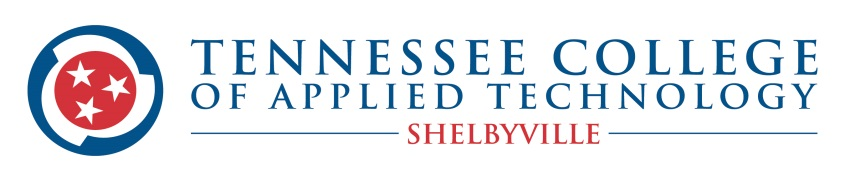 TENNESSEE COLLEGE
OF APPLIED TECHNOLOGY
SHELBYVILLE